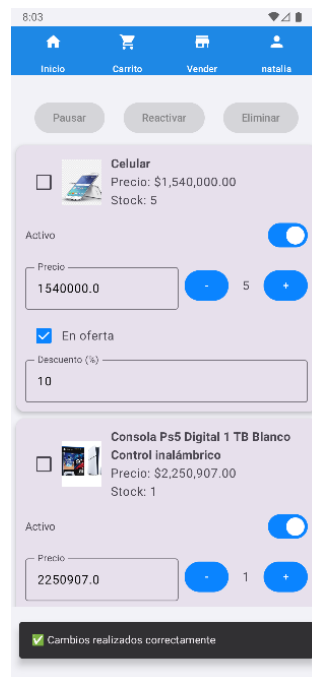 8:03
Inicio Carrito Vender natalia
Pausar Reactivar Eliminar
Celular
Precio: $1,540,000.00
Stock: 5
Activo
Precio
1540000.0 - 5 +
En oferta
Descuento (%)
10
Consola Ps5 Digital 1 TB Blanco
Control inalámbrico
Precio: $2,250,907.00
Stock: 1
Activo
Precio
2250907.0 - 1 +
✅ Cambios realizados correctamente